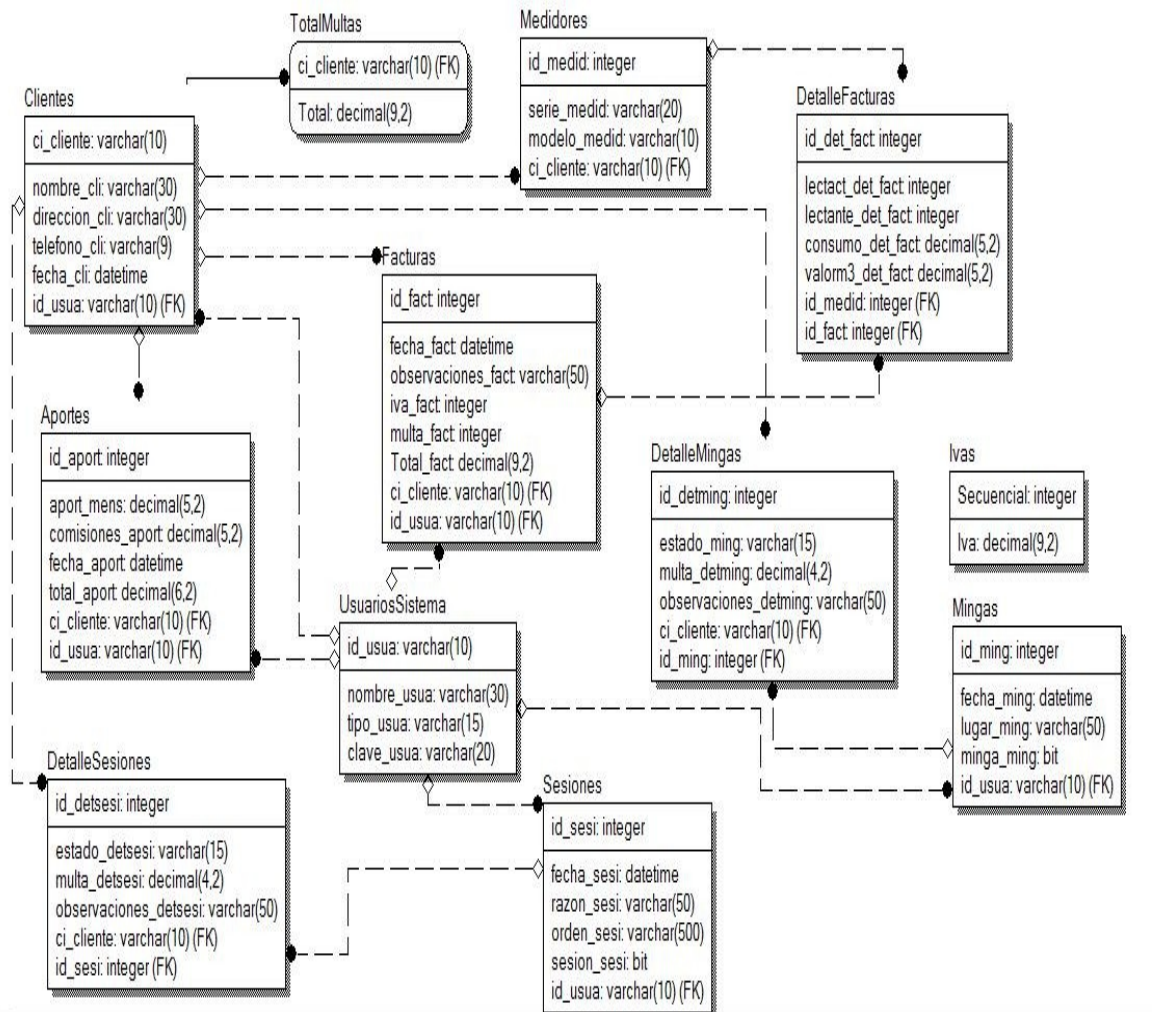 TotalMultas
ci_cliente: varchar(10) (FK)
Total: decimal(9,2)
Medidores
id_medid: integer
serie_medid: varchar(20)
modelo_medid: varchar(10)
ci_cliente: varchar(10) (FK)
Clientes
ci_cliente: varchar(10)
nombre_cli: varchar(30)
direccion_cli: varchar(30)
telefono_cli: varchar(9)
fecha_cli: datetime
id_usua: varchar(10) (FK)
DetalleFacturas
id_det_fact: integer
lectact_det_fact: integer
lectante_det_fact: integer
consumo_det_fact: decimal(5,2)
valorm3_det_fact: decimal(5,2)
id_medid: integer (FK)
id_fact: integer (FK)
Facturas
id_fact: integer
fecha_fact: datetime
observaciones_fact: varchar(50)
iva_fact: integer
multa_fact: integer
Total_fact: decimal(9,2)
ci_cliente: varchar(10) (FK)
id_usua: varchar(10) (FK)
Aportes
id_aport: integer
aport_mens: decimal(5,2)
comisiones_aport: decimal(5,2)
fecha_aport: datetime
total_aport: decimal(6,2)
ci_cliente: varchar(10) (FK)
id_usua: varchar(10) (FK)
DetalleMingas
id_detming: integer
estado_ming: varchar(15)
multa_detming: decimal(4,2)
observaciones_detming: varchar(50)
ci_cliente: varchar(10) (FK)
id_ming: integer (FK)
Ivas
Secuencial: integer
Iva: decimal(9,2)
UsuariosSistema
id_usua: varchar(10)
nombre_usua: varchar(30)
tipo_usua: varchar(15)
clave_usua: varchar(20)
Mingas
id_ming: integer
fecha_ming: datetime
lugar_ming: varchar(50)
minga_ming: bit
id_usua: varchar(10) (FK)
DetalleSesiones
id_detsesi: integer
estado_detsesi: varchar(15)
multa_detsesi: decimal(4,2)
observaciones_detsesi: varchar(50)
ci_cliente: varchar(10) (FK)
id_sesi: integer (FK)
Sesiones
id_sesi: integer
fecha_sesi: datetime
razon_sesi: varchar(50)
orden_sesi: varchar(500)
sesion_sesi: bit
id_usua: varchar(10) (FK)